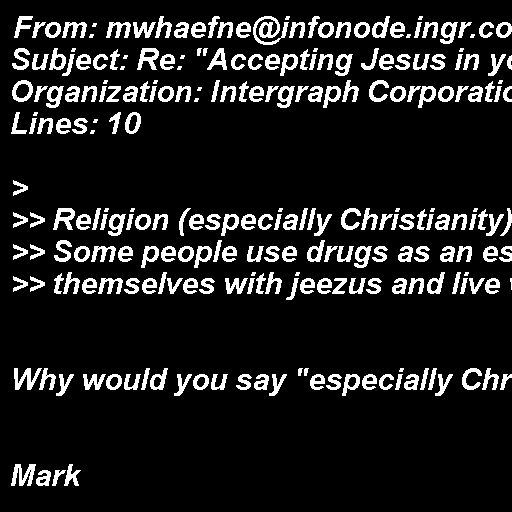 From: mwhaefne@infonode.ingr.co
Subject: Re: "Accepting Jesus in yo
Organization: Intergraph Corporatio
Lines: 10
>
>> Religion (especially Christianity)
>> Some people use drugs as an es
>> themselves with jeezus and live
Why would you say "especially Chr
Mark